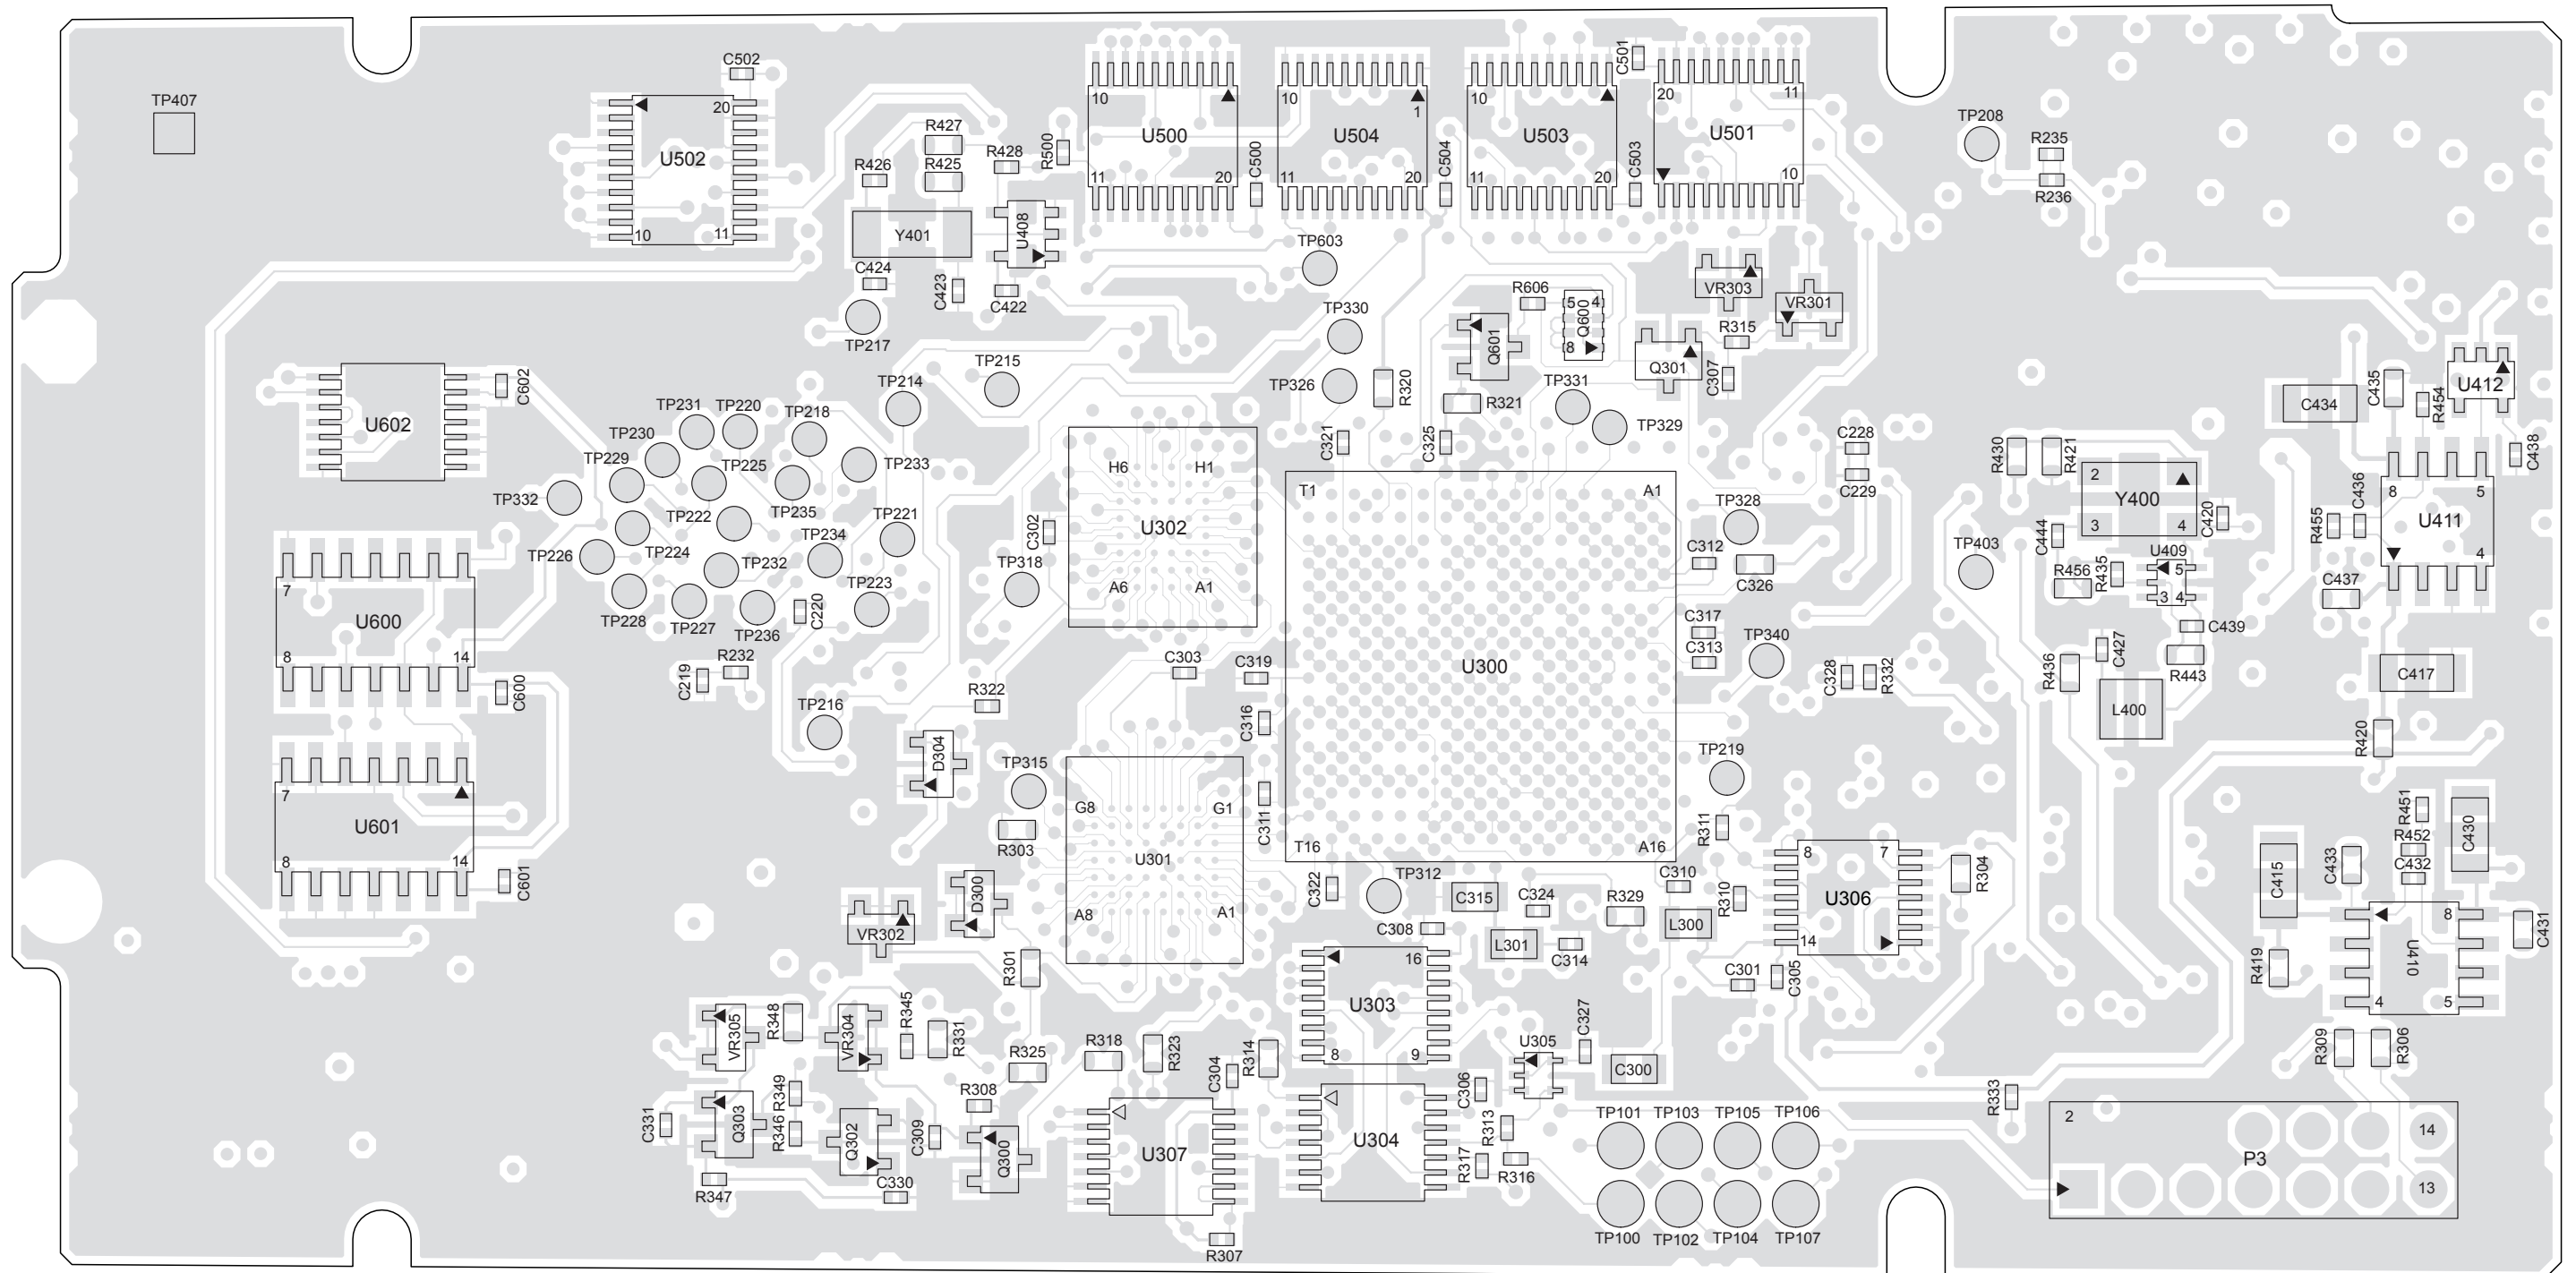 C502
TP407
20
U502
10
11
R427
R426
R425
R428
R500
Y401
U408
C424
C423
C422
TP217
10
U500
11
20
C500
10
1
U504
11
20
C504
10
U503
11
20
C503
C501
20
11
U501
10
TP208
R235
R236
TP603
TP330
TP326
R320
R606
Q601
5
4
Q600
8
R321
TP331
TP329
VR303
VR301
R315
Q301
C307
C321
C325
U602
C602
TP215
TP214
TP231
TP220
TP218
TP230
TP229
TP225
TP233
TP332
TP222
TP235
TP221
TP226
TP224
TP234
TP232
TP223
TP228
TP227
TP236
C220
C219
R232
TP216
C302
TP318
H6
H1
U302
A6
A1
T1
A1
U300
T16
A16
C228
C229
TP328
C312
C326
C317
C313
TP340
C328
R332
TP219
R430
R421
2
Y400
3
4
C420
C444
TP403
U409
5
R456
R435
3
4
C439
C427
R436
R443
L400
C434
C435
R454
U412
C438
8
5
C436
R455
U411
4
C437
C417
R420
7
U600
8
14
C600
7
U601
8
14
C601
C303
C319
R322
C316
D304
TP315
R303
C311
G8
G1
U301
A8
A1
D300
VR302
R301
C322
TP312
C315
C308
C324
L301
C314
R329
C310
L300
R311
R310
8
7
U306
14
R304
C301
C305
R451
R452
C432
C430
C433
C415
8
U410
4
5
C431
R419
R309
R306
VR305
R348
VR304
R345
R331
R325
R318
R323
R314
C304
16
U303
8
9
U305
C327
C300
C306
R308
R349
R346
C331
Q303
Q302
C309
Q300
R347
C330
U307
R307
U304
R313
R317
R316
TP101
TP103
TP105
TP106
TP100
TP102
TP104
TP107
R333
2
14
P3
13